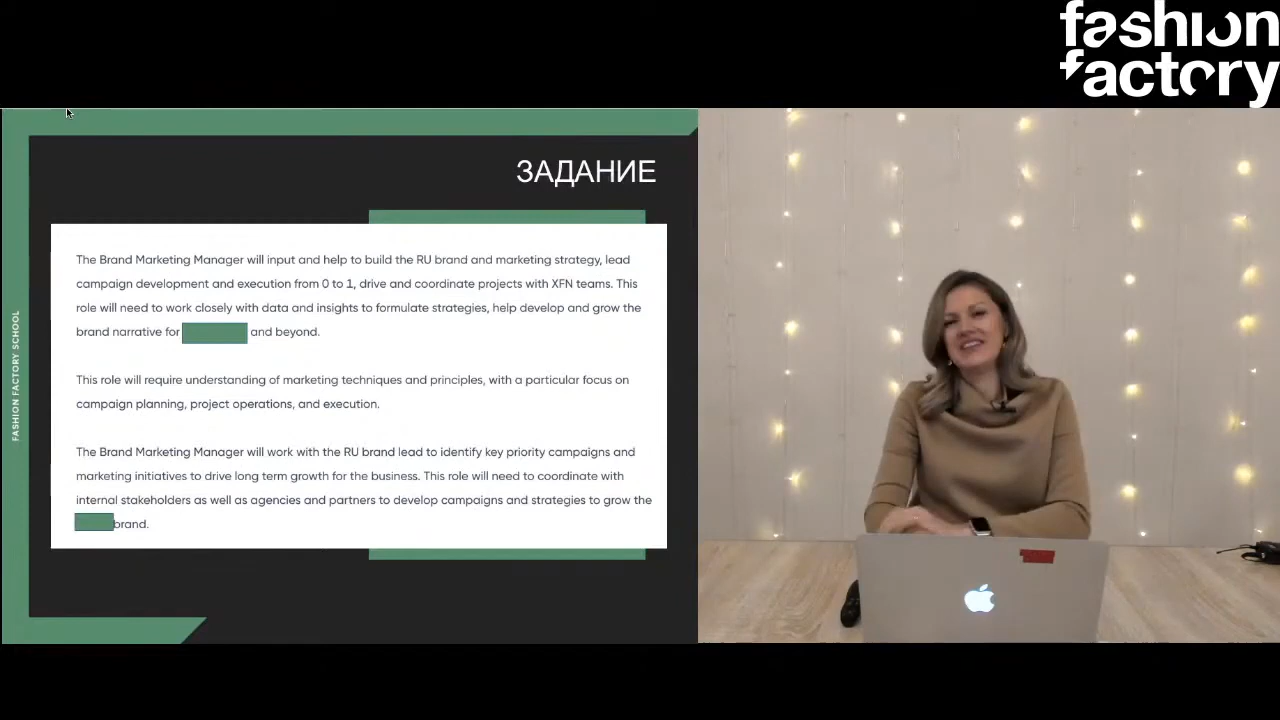 fashion
factory
ЗАДАНИЕ
The Brand Marketing Manager will input and help to build the RU brand and marketing strategy, lead
campaign development and execution from 0 to 1, drive and coordinate projects with XFN teams. This
role will need to work closely with data and insights to formulate strategies, help develop and grow the
brand narrative for and beyond.
This role will require understanding of marketing techniques and principles, with a particular focus on
campaign planning, project operations, and execution.
The Brand Marketing Manager will work with the RU brand lead to identify key priority campaigns and
marketing initiatives to drive long term growth for the business. This role will need to coordinate with
internal stakeholders as well as agencies and partners to develop campaigns and strategies to grow the
brand.
FASHION FACTORY SCHOOL